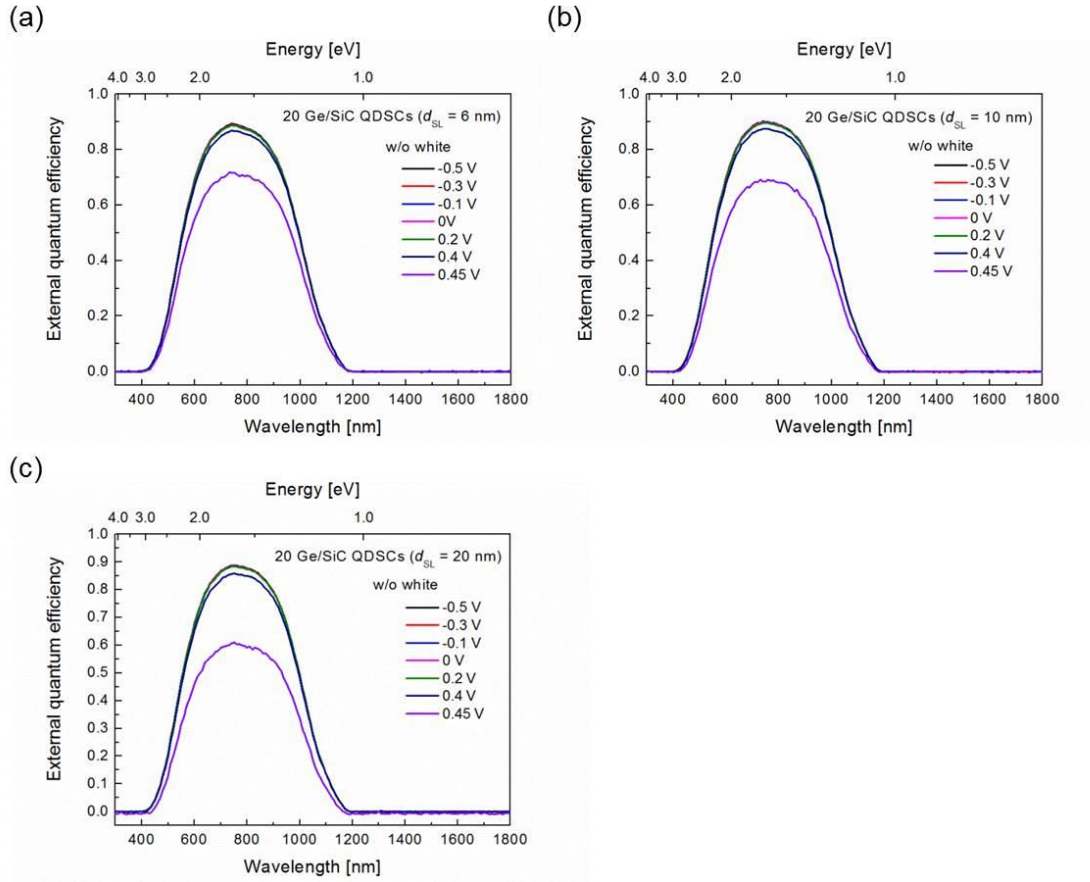 (a)
Energy [eV]
4.0 3.0 2.0 1.0
1.0
0.8
0.6
0.4
0.2
0.0
External quantum efficiency
20 Ge/SiC QDSCs (dSL = 6 nm)
w/o white
-0.5 V
-0.3 V
-0.1 V
0V
0.2 V
0.4 V
0.45 V
400 600 800 1000 1200 1400 1600 1800
Wavelength [nm]
(b)
Energy [eV]
4.0 3.0 2.0 1.0
1.0
0.8
0.6
0.4
0.2
0.0
External quantum efficiency
20 Ge/SiC QDSCs (dSL = 10 nm)
w/o white
-0.5 V
-0.3 V
-0.1 V
0 V
0.2 V
0.4 V
0.45 V
400 600 800 1000 1200 1400 1600 1800
Wavelength [nm]
(c)
Energy [eV]
4.0 3.0 2.0 1.0
1.0
0.9
0.8
0.7
0.6
0.5
0.4
0.3
0.2
0.1
0.0
External quantum efficiency
20 Ge/SiC QDSCs (dSL = 20 nm)
w/o white
-0.5 V
-0.3 V
-0.1 V
0 V
0.2 V
0.4 V
0.45 V
400 600 800 1000 1200 1400 1600 1800
Wavelength [nm]